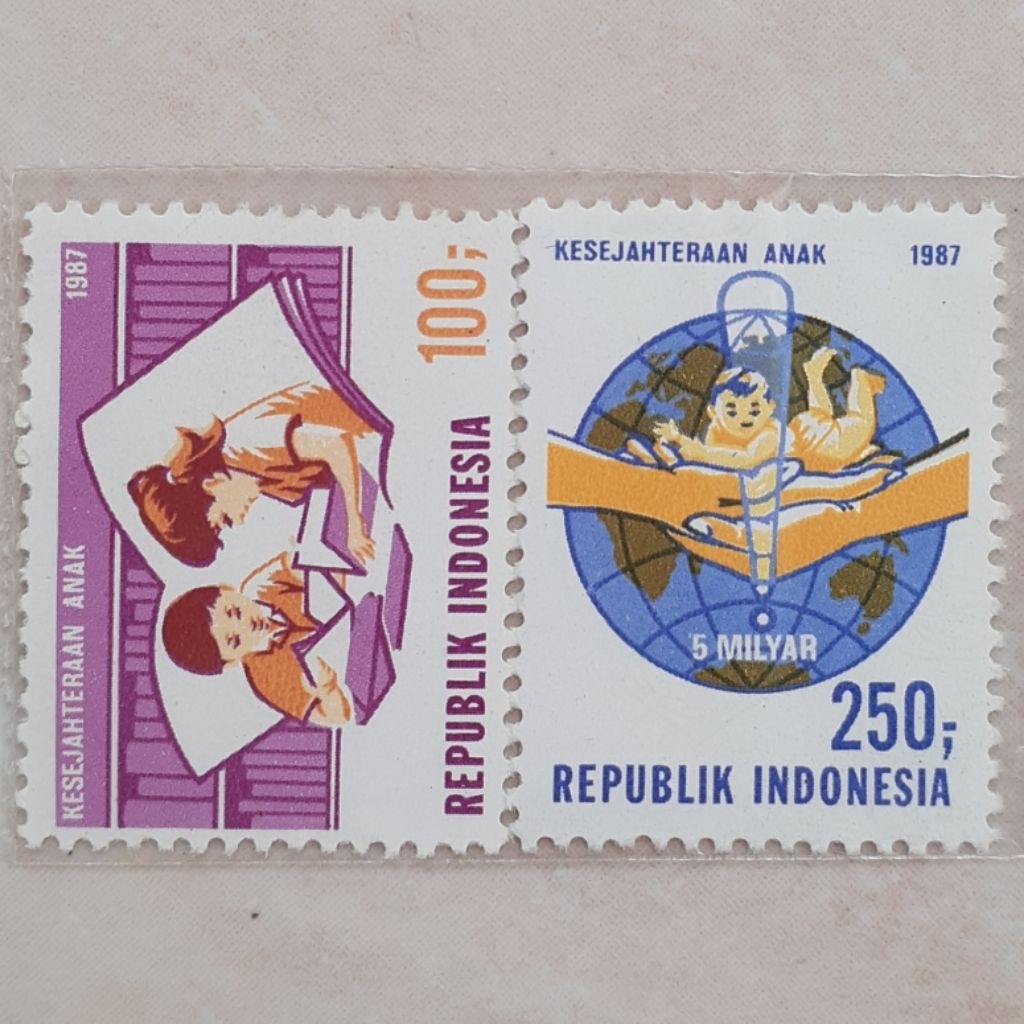 KESEJAHTERAAN ANAK 1987
100;
REPUBLIK INDONESIA
KESEJAHTERAAN ANAK 1987
5 MILYAR
250;
REPUBLIK INDONESIA